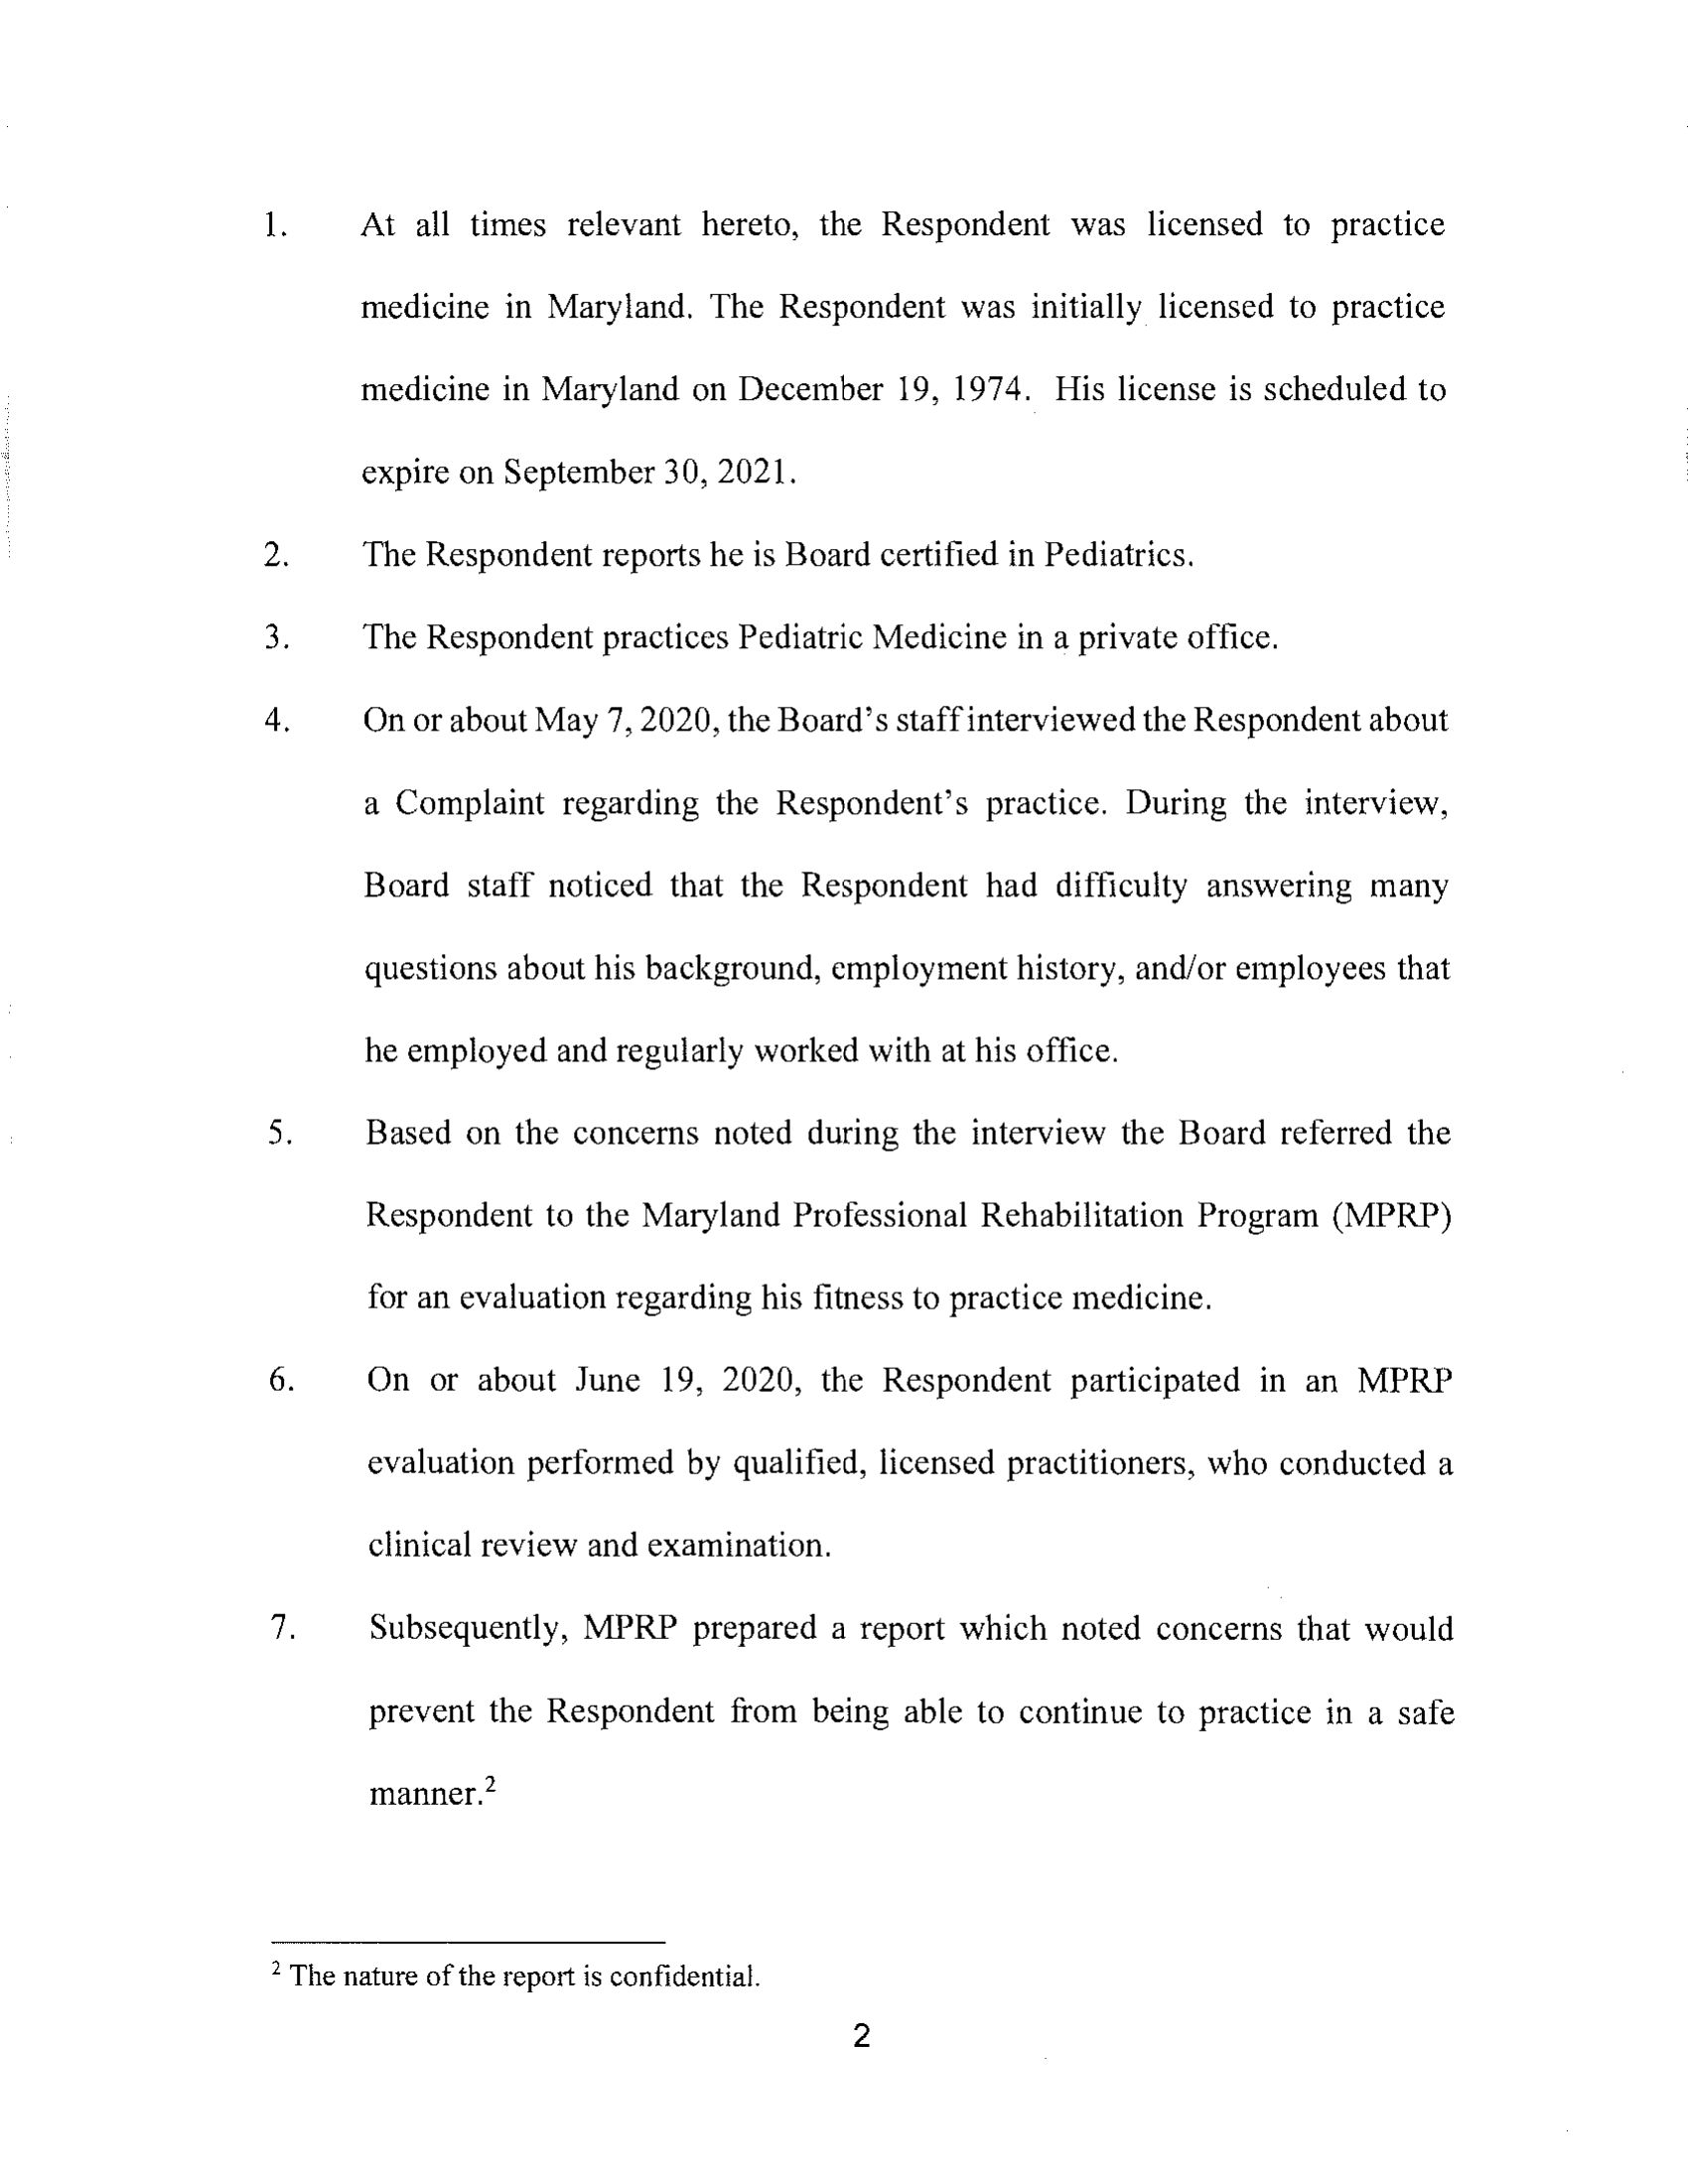 1. At all times relevant hereto, the Respondent was licensed to practice
medicine in Maryland. The Respondent was initially licensed to practice
medicine in Maryland on December 19, 1974. His license is scheduled to
expire on September 30, 2021.
2. The Respondent reports he is Board certified in Pediatrics.
3. The Respondent practices Pediatric Medicine in a private office.
4. On or about May 7, 2020, the Board's staff interviewed the Respondent about
a Complaint regarding the Respondent's practice. During the interview,
Board staff noticed that the Respondent had difficulty answering many
questions about his background, employment history, and/or employees that
he employed and regularly worked with at his office.
5. Based on the concerns noted during the interview the Board referred the
Respondent to the Maryland Professional Rehabilitation Program (MPRP)
for an evaluation regarding his fitness to practice medicine.
6. On or about June 19, 2020, the Respondent participated in an MPRP
evaluation performed by qualified, licensed practitioners, who conducted a
clinical review and examination.
7. Subsequently, MPRP prepared a report which noted concerns that would
prevent the Respondent from being able to continue to practice in a safe
manner.²
² The nature of the report is confidential.
2